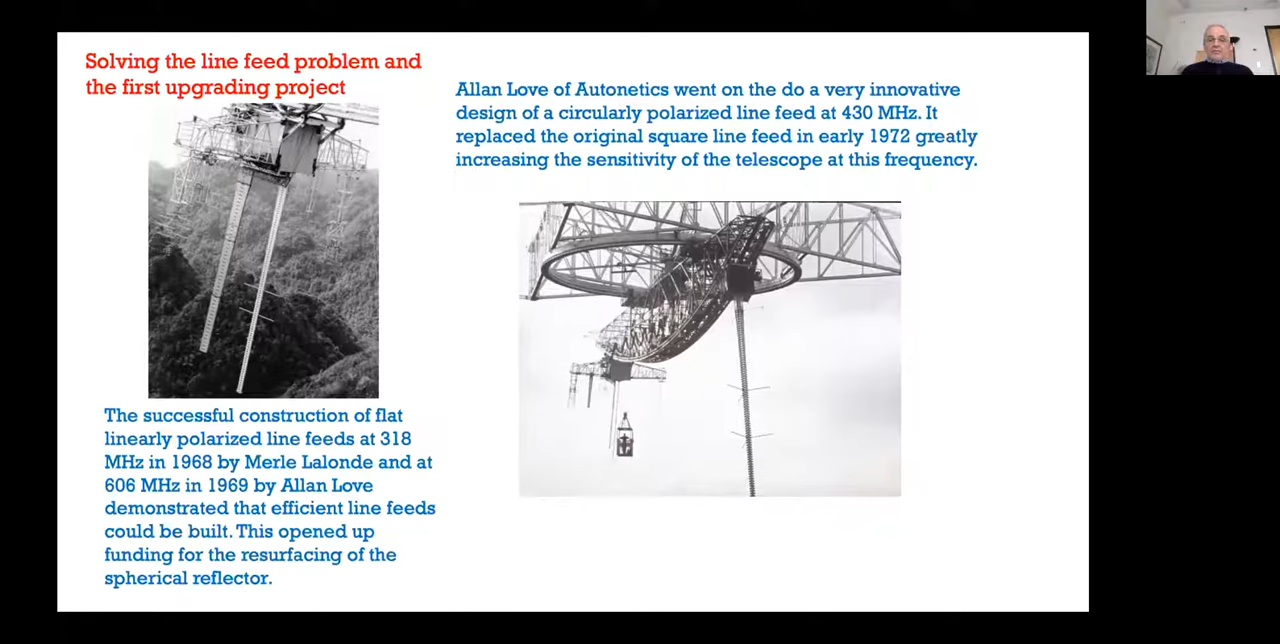 Solving the line feed problem and
the first upgrading project
Allan Love of Autonetics went on the do a very innovative
design of a circularly polarized line feed at 430 MHz. It
replaced the original square line feed in early 1972 greatly
increasing the sensitivity of the telescope at this frequency.
The successful construction of flat
linearly polarized line feeds at 318
MHz in 1968 by Merle Lalonde and at
606 MHz in 1969 by Allan Love
demonstrated that efficient line feeds
could be built. This opened up
funding for the resurfacing of the
spherical reflector.